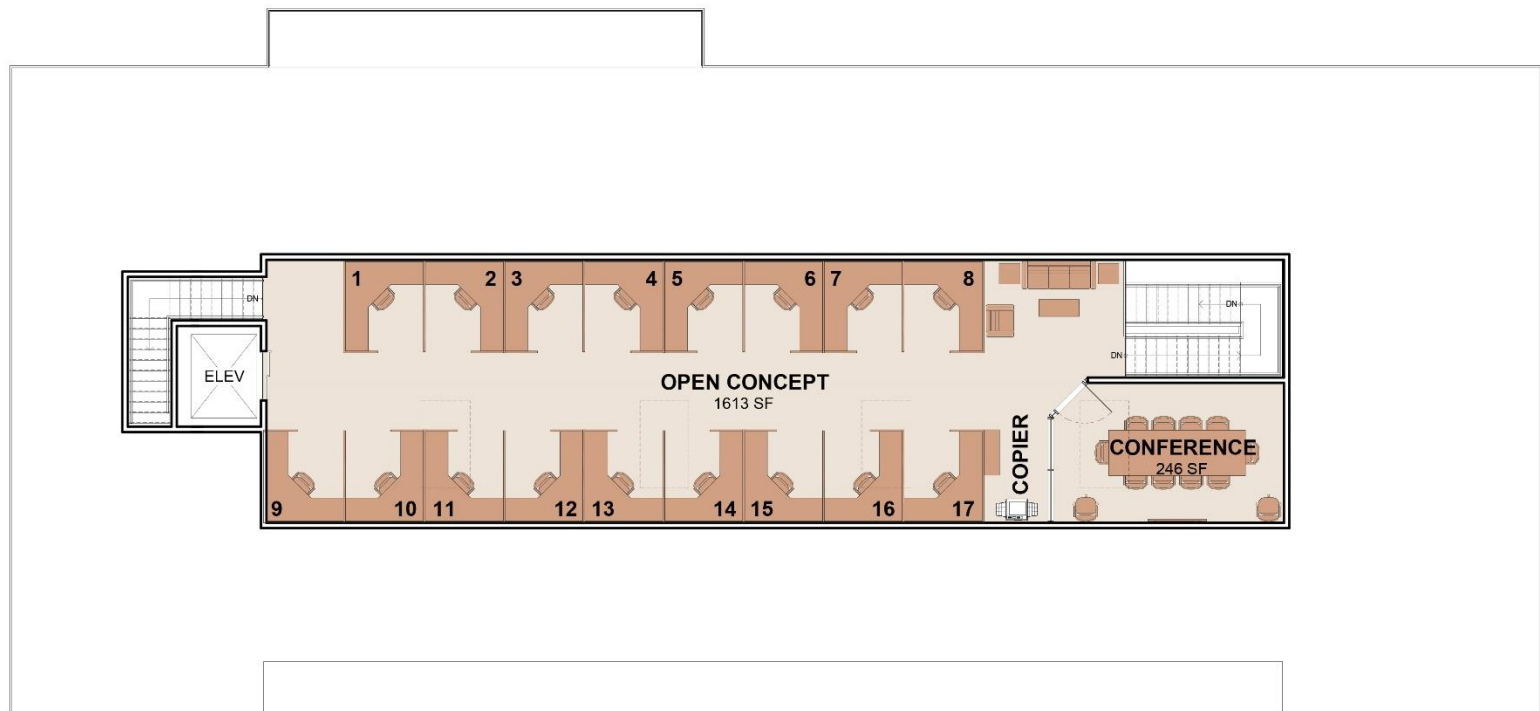 1
2
3
4
5
6
7
8
DN
DN
DN
ELEV
OPEN CONCEPT
1613 SF
COPIER
CONFERENCE
246 SF
9
10
11
12
13
14
15
16
17